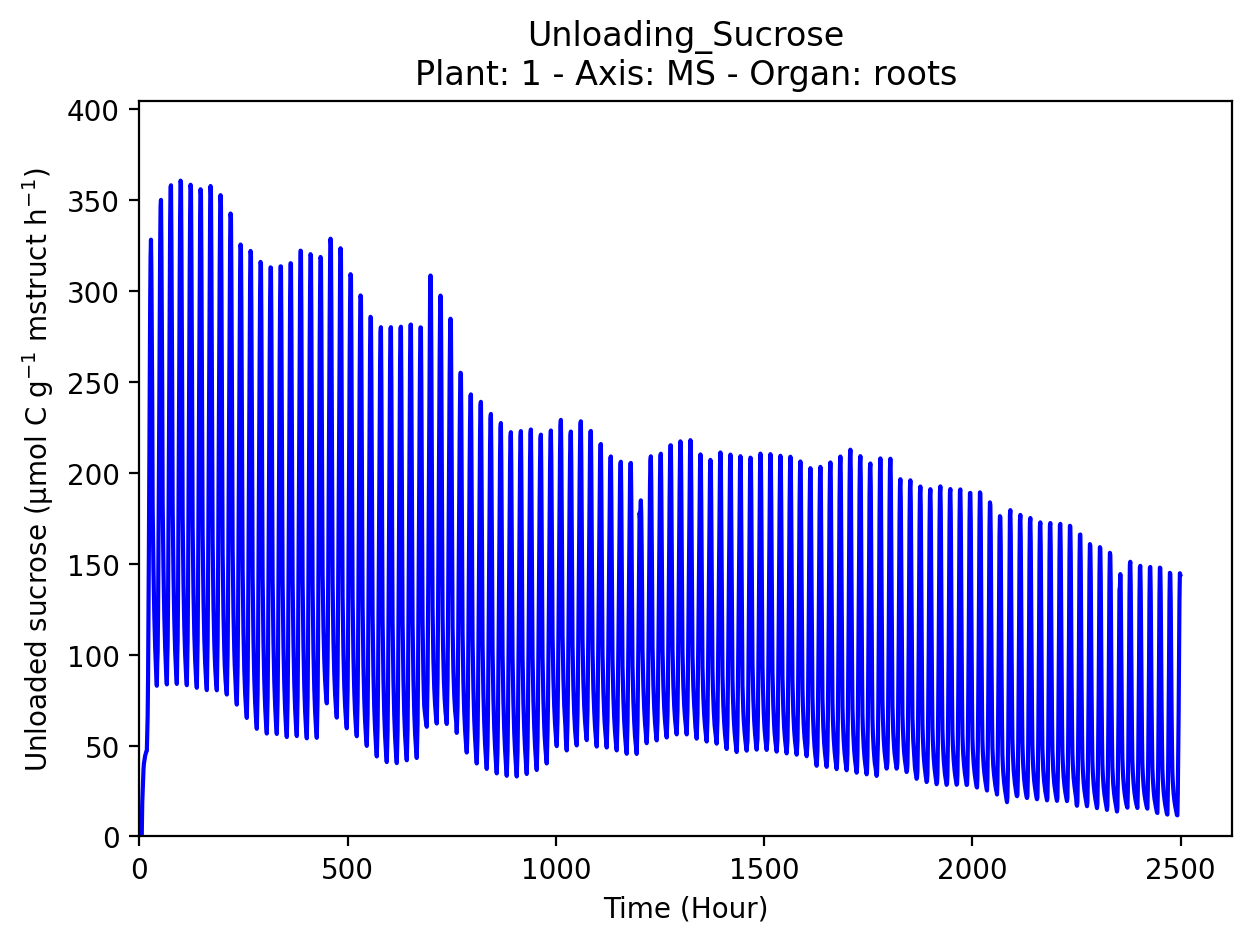 Unloading_Sucrose
Plant: 1 - Axis: MS - Organ: roots
Unloaded sucrose (µmol C g⁻¹ mstruct h⁻¹)
400
350
300
250
200
150
100
50
0
0 500 1000 1500 2000 2500
Time (Hour)